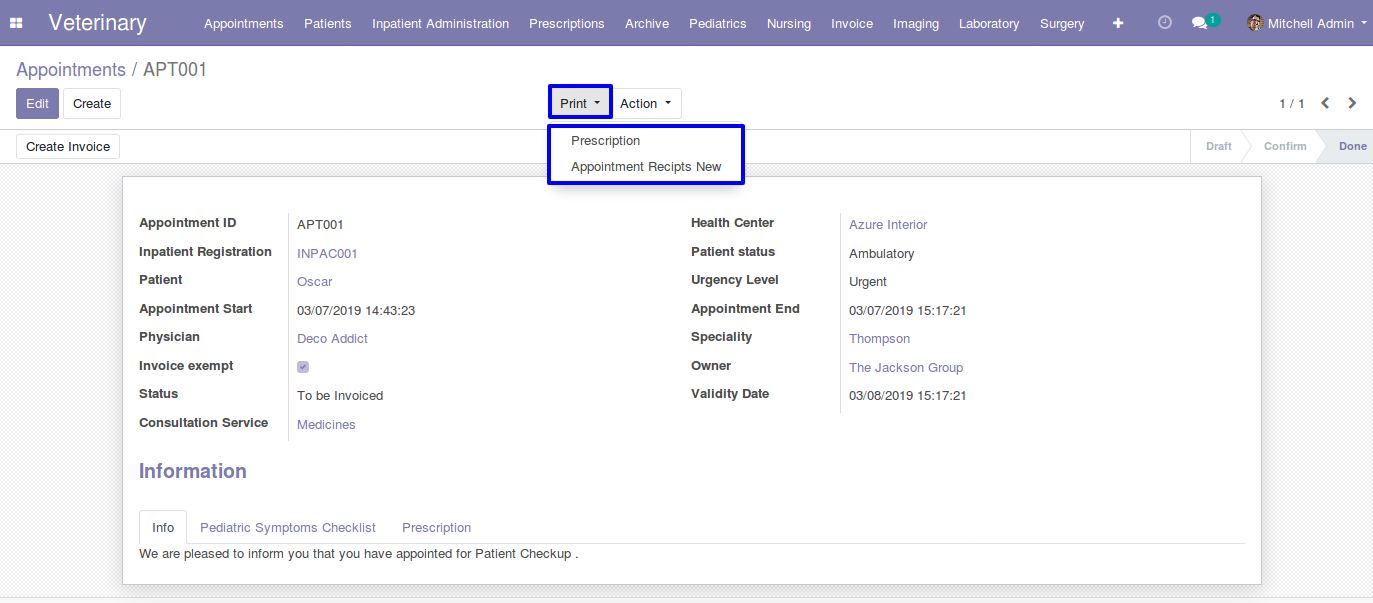 Veterinary Appointments Patients Inpatient Administration Prescriptions Archive Pediatrics Nursing Invoice Imaging Laboratory Surgery 1 Mitchell Admin
Appointments / APT001
Edit Create Print Action 1 / 1
Create Invoice Draft Confirm Done
Prescription
Appointment Recipts New
Appointment ID APT001 Health Center Azure Interior
Inpatient Registration INPAC001 Patient status Ambulatory
Patient Oscar Urgency Level Urgent
Appointment Start 03/07/2019 14:43:23 Appointment End 03/07/2019 15:17:21
Physician Deco Addict Speciality Thompson
Invoice exempt Owner The Jackson Group
Status To be Invoiced Validity Date 03/08/2019 15:17:21
Consultation Service Medicines
Information
Info Pediatric Symptoms Checklist Prescription
We are pleased to inform you that you have appointed for Patient Checkup .